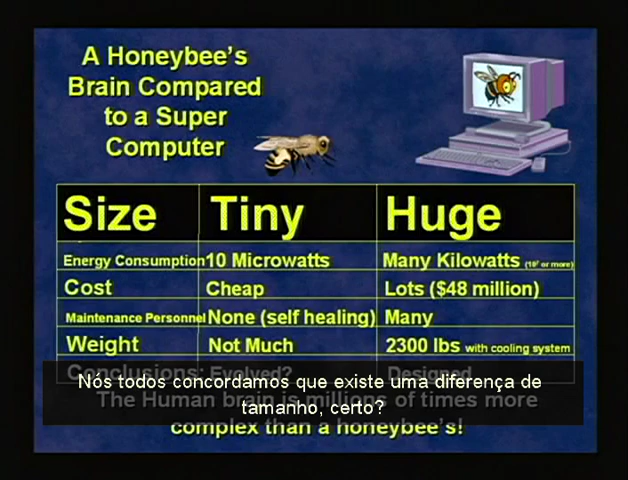 A Honeybee's
Brain Compared
to a Super
Computer
Size Tiny Huge
Energy Consumption 10 Microwatts Many Kilowatts (10⁷ or more)
Cost Cheap Lots ($48 million)
Maintenance Personnel None (self healing) Many
Weight Not Much 2300 lbs with cooling system
Conclusions: Evolved? Designed
Nós todos concordamos que existe uma diferença de
tamanho, certo?
The Human brain is millions of times more
complex than a honeybee's!